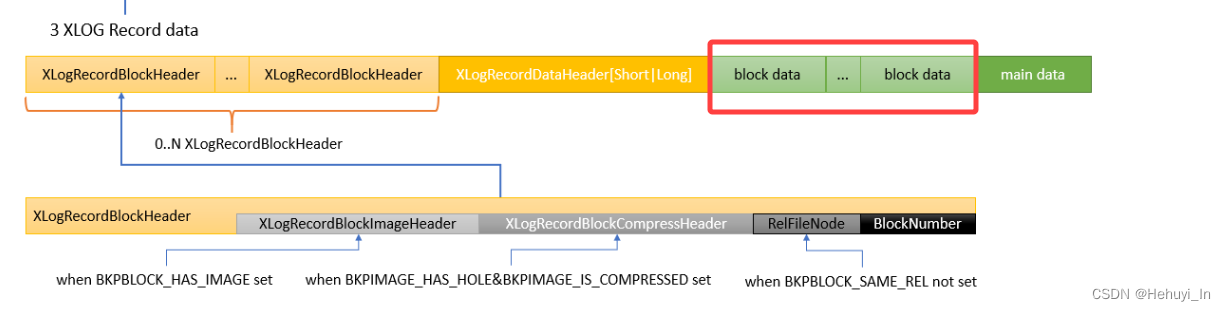 3 XLOG Record data
XLogRecordBlockHeader ... XLogRecordBlockHeader XLogRecordDataHeader[Short|Long] block data ... block data main data
0..N XLogRecordBlockHeader
XLogRecordBlockHeader
XLogRecordBlockImageHeader XLogRecordBlockCompressHeader RelFileNode BlockNumber
when BKPBLOCK_HAS_IMAGE set when BKPIMAGE_HAS_HOLE&BKPIMAGE_IS_COMPRESSED set when BKPBLOCK_SAME_REL not set
CSDN @Hehuyi_In